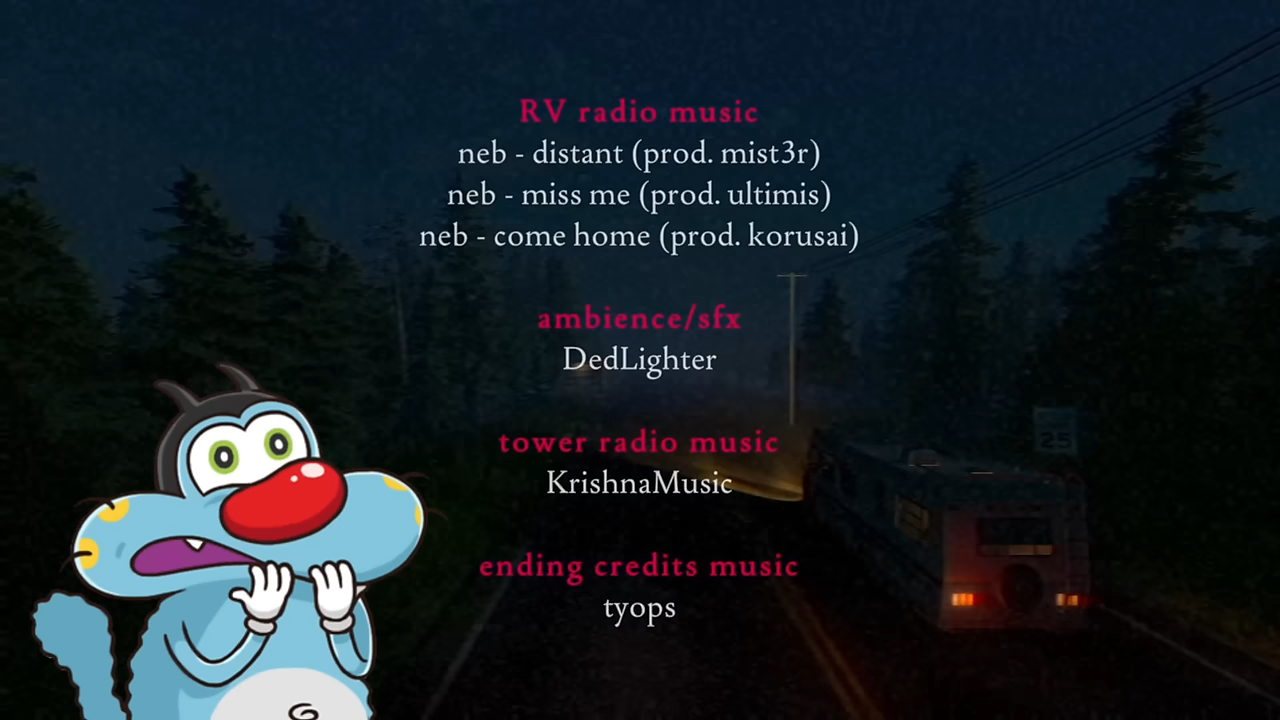 RV radio music
neb - distant (prod. mist3r)
neb - miss me (prod. ultimis)
neb - come home (prod. korusai)
ambience/sfx
DedLighter
tower radio music
KrishnaMusic
ending credits music
tyops
25